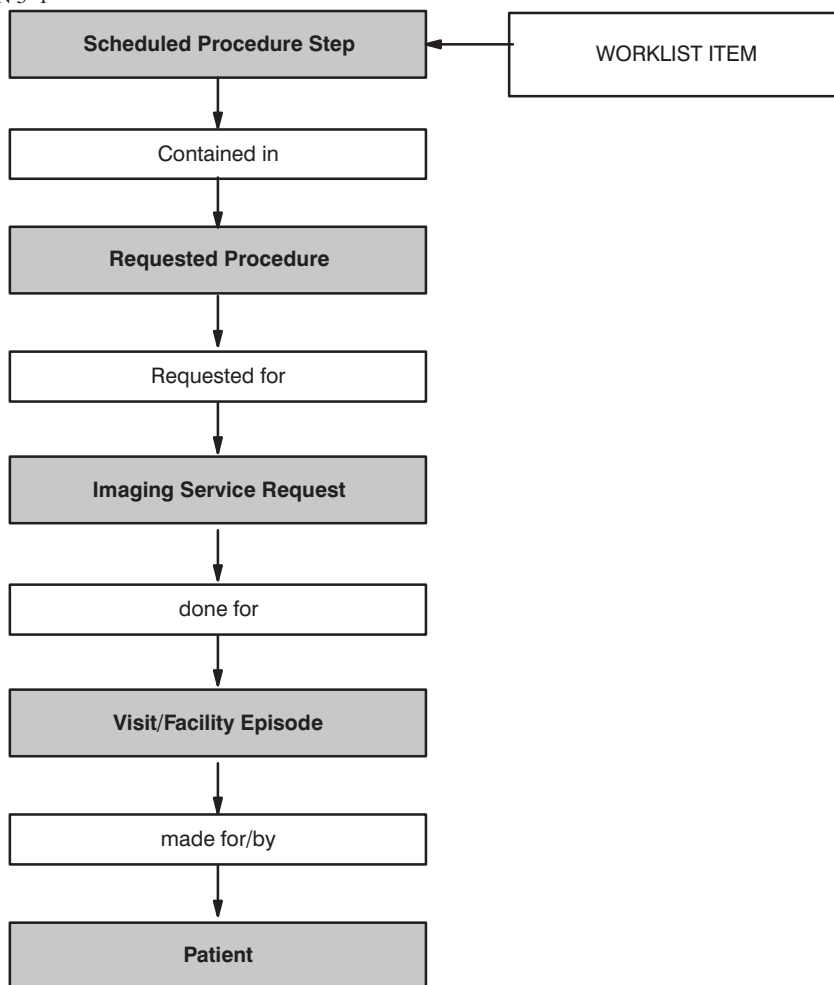 Scheduled Procedure Step
WORKLIST ITEM
Contained in
Requested Procedure
Requested for
Imaging Service Request
done for
Visit/Facility Episode
made for/by
Patient